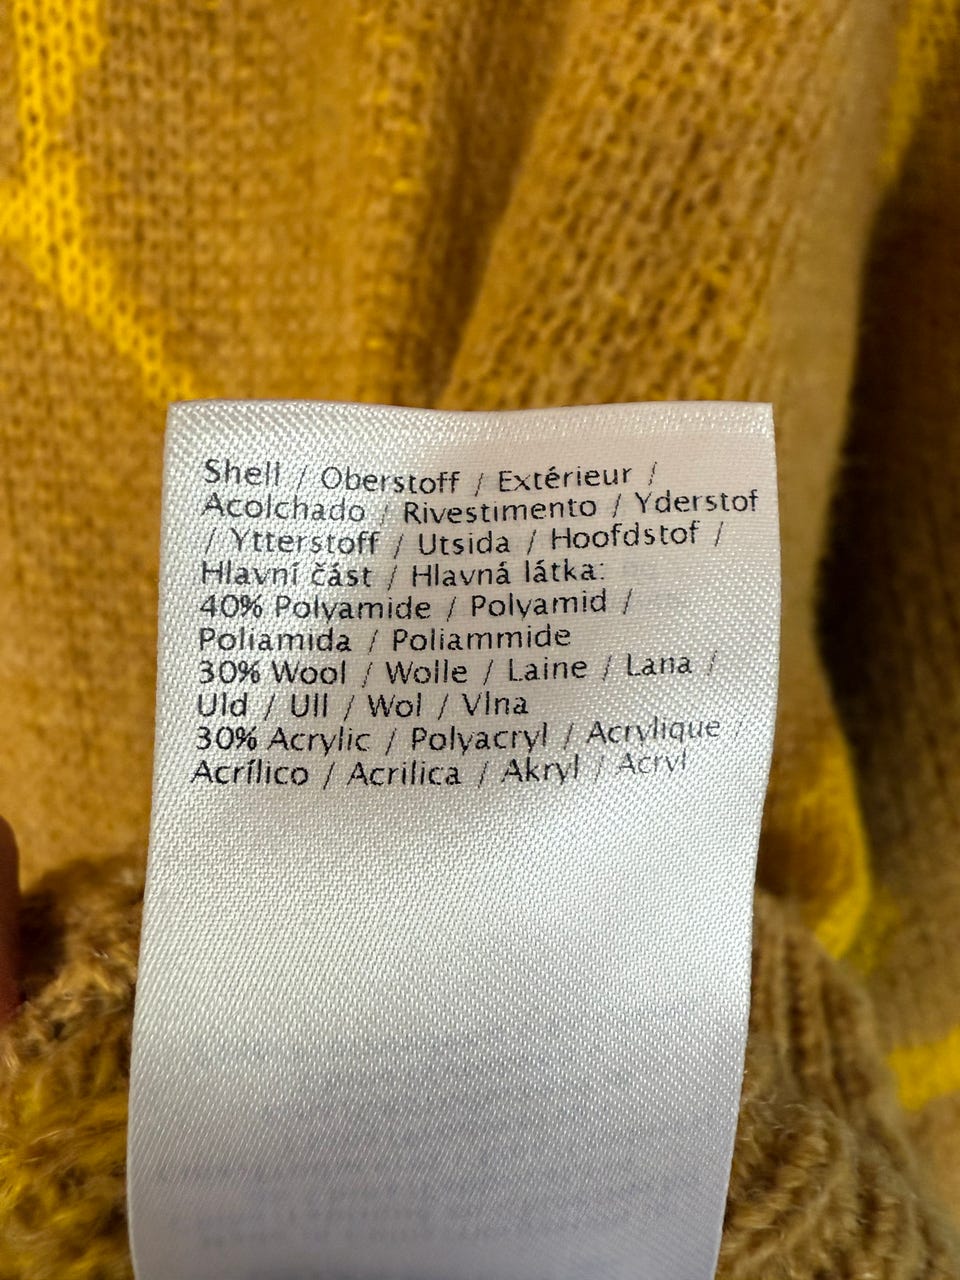 Shell / Oberstoff / Extérieur /
Acolchado / Rivestimento / Yderstof
/ Ytterstoff / Utsida / Hoofdstof /
Hlavní část / Hlavná látka:
40% Polyamide / Polyamid /
Poliamida / Poliammide
30% Wool / Wolle / Laine / Lana /
Uld / Ull / Wol / Vlna
30% Acrylic / Polyacryl / Acrylique /
Acrílico / Acrilica / Akryl / Acryl